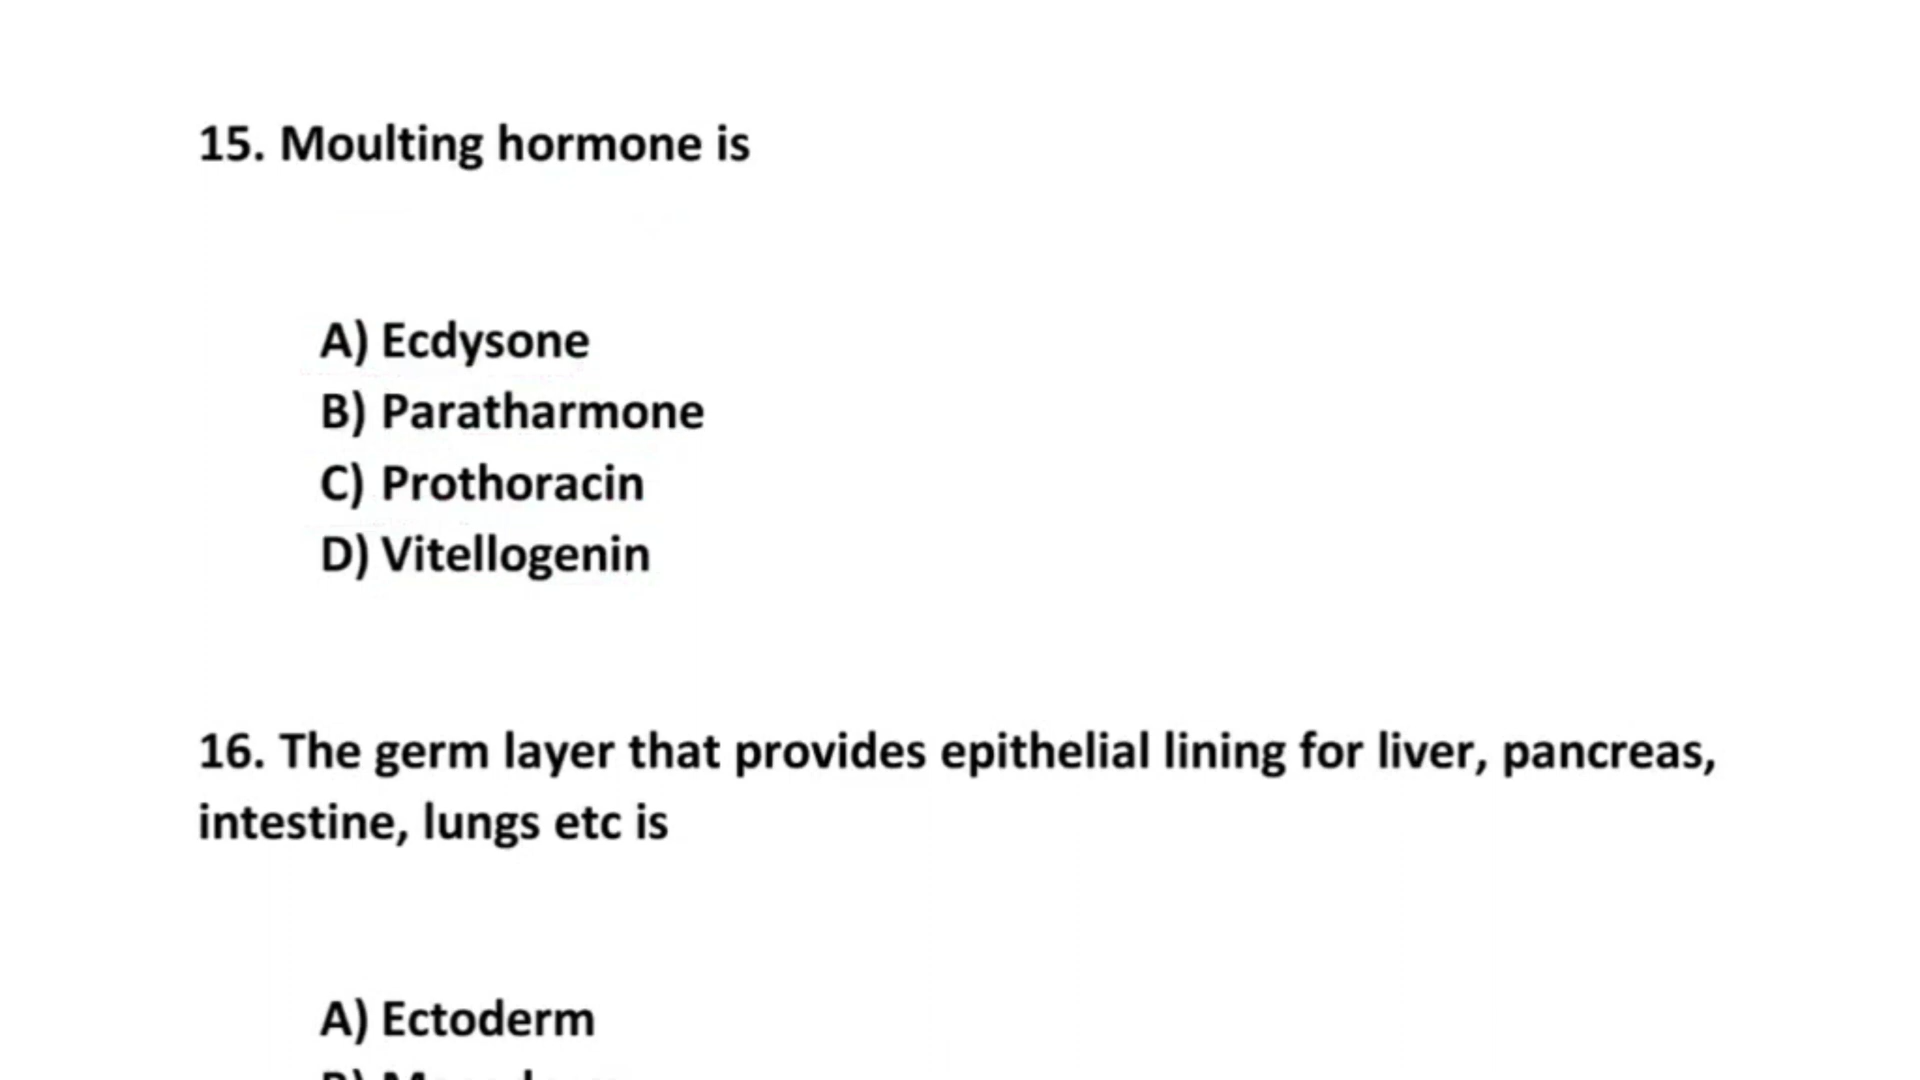 15. Moulting hormone is
A) Ecdysone
B) Paratharmone
C) Prothoracin
D) Vitellogenin
16. The germ layer that provides epithelial lining for liver, pancreas,
intestine, lungs etc is
A) Ectoderm